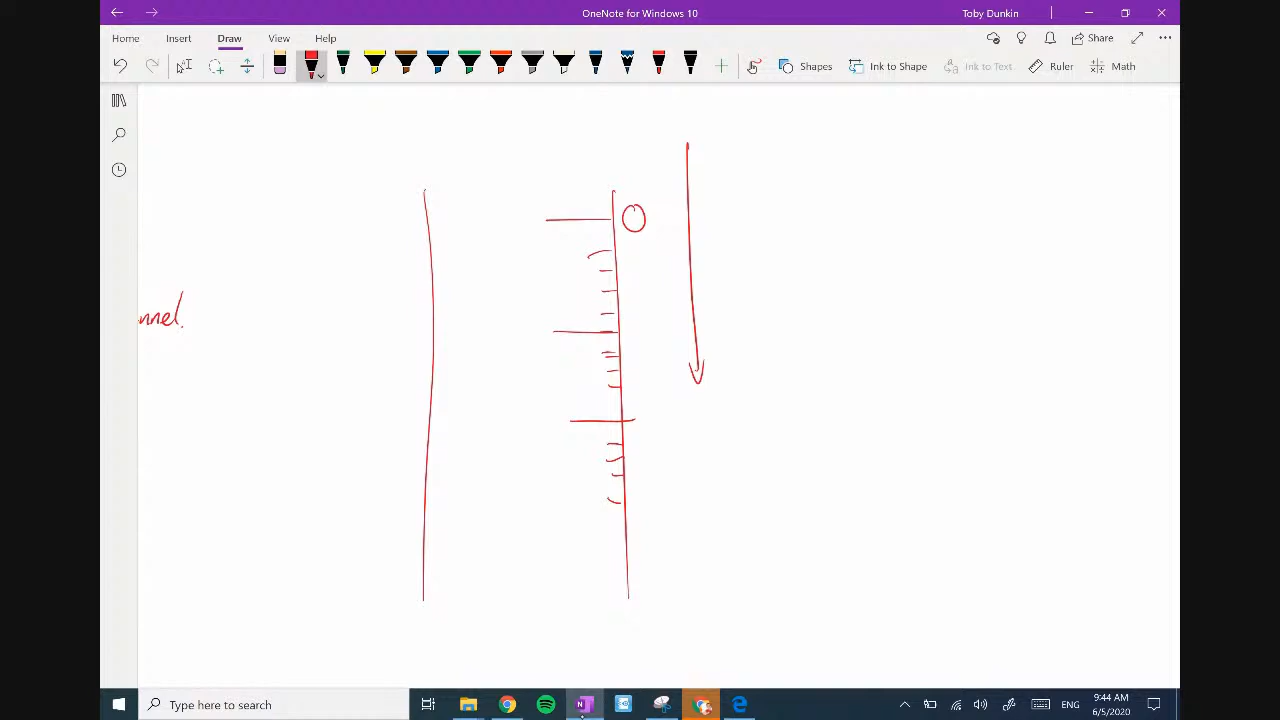 OneNote for Windows 10
Toby Dunkin
Home Insert Draw View Help
Share
Shapes Ink to Shape Ink to Text Ruler Math
0
nnel.
Type here to search
ENG
9:44 AM
6/5/2020